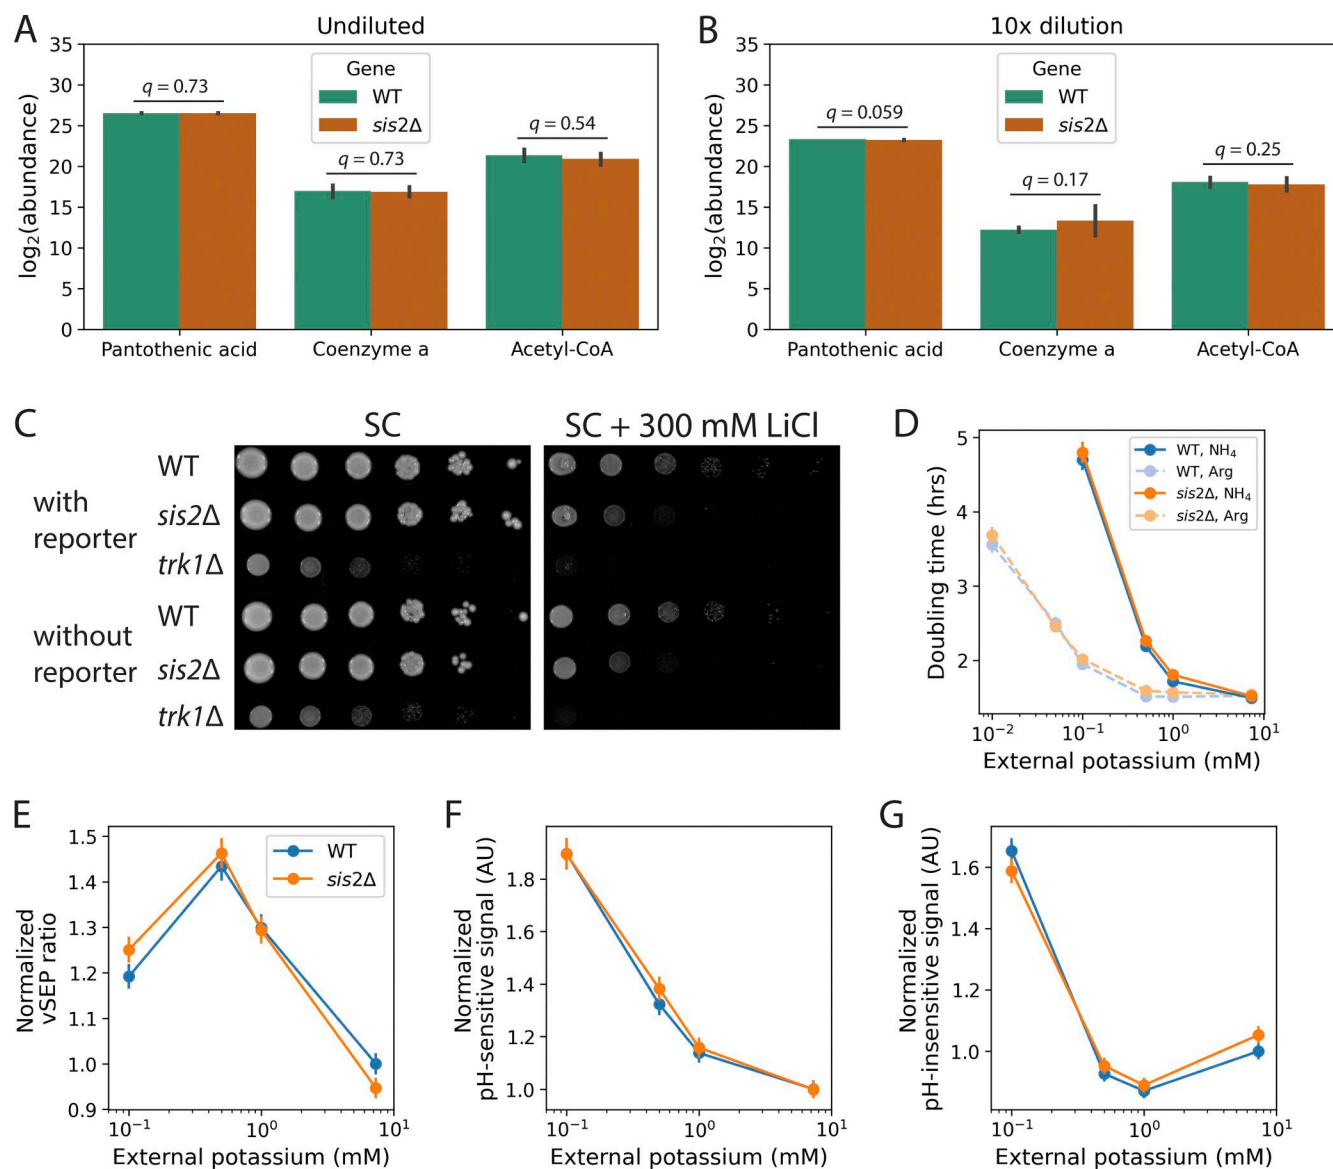 A
Undiluted
35
30
25
20
15
10
5
0
log₂(abundance)
Gene
WT
sis2Δ
q = 0.73
q = 0.73
q = 0.54
Pantothenic acid
Coenzyme a
Acetyl-CoA
B
10x dilution
35
30
25
20
15
10
5
0
log₂(abundance)
Gene
WT
sis2Δ
q = 0.059
q = 0.17
q = 0.25
Pantothenic acid
Coenzyme a
Acetyl-CoA
C
SC
SC + 300 mM LiCl
with
reporter
WT
sis2Δ
trk1Δ
without
reporter
WT
sis2Δ
trk1Δ
D
5
4
3
2
Doubling time (hrs)
WT, NH₄
WT, Arg
sis2Δ, NH₄
sis2Δ, Arg
10⁻²
10⁻¹
10⁰
10¹
External potassium (mM)
E
1.5
1.4
1.3
1.2
1.1
1.0
0.9
Normalized
vSEP ratio
WT
sis2Δ
10⁻¹
10⁰
10¹
External potassium (mM)
F
1.8
1.6
1.4
1.2
1.0
Normalized
pH-sensitive signal (AU)
10⁻¹
10⁰
10¹
External potassium (mM)
G
1.6
1.4
1.2
1.0
Normalized
pH-insensitive signal (AU)
10⁻¹
10⁰
10¹
External potassium (mM)